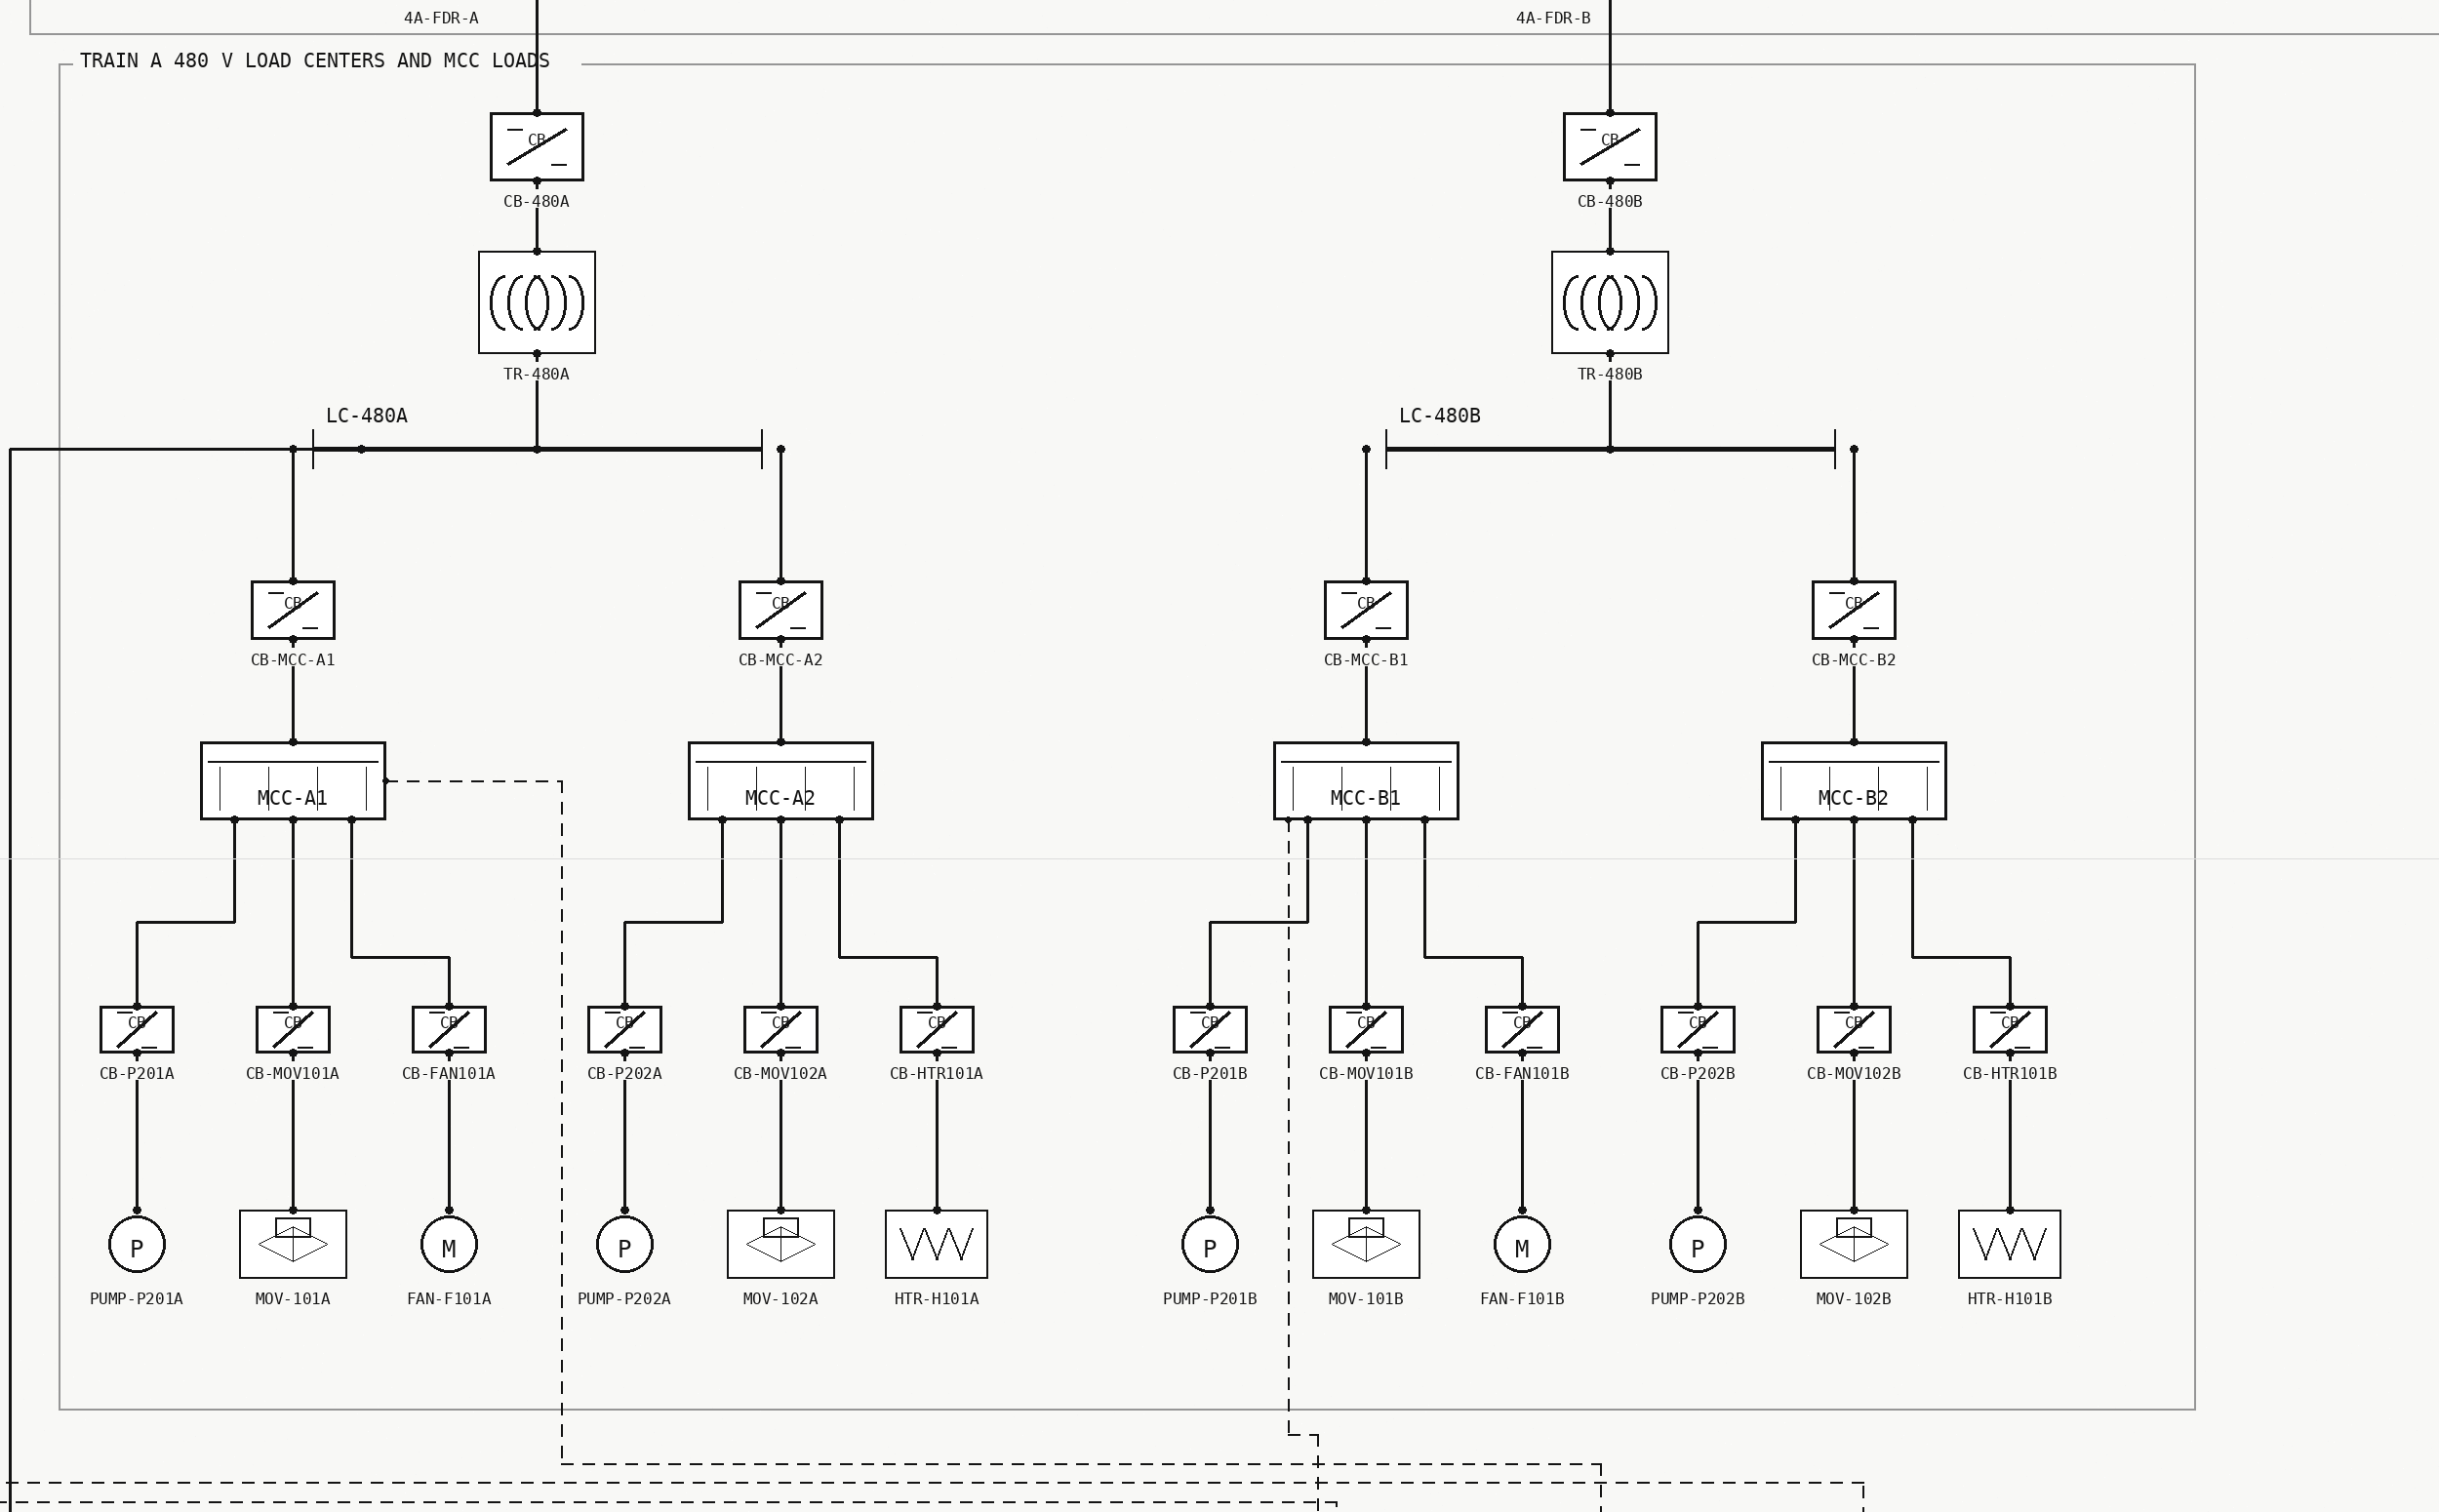 4A-FDR-A 4A-FDR-B
TRAIN A 480 V LOAD CENTERS AND MCC LOADS
CB CB
CB-480A CB-480B
TR-480A TR-480B
LC-480A LC-480B
CB CB CB CB
CB-MCC-A1 CB-MCC-A2 CB-MCC-B1 CB-MCC-B2
MCC-A1 MCC-A2 MCC-B1 MCC-B2
CB CB CB CB CB CB CB CB CB CB CB CB
CB-P201A CB-MOV101A CB-FAN101A CB-P202A CB-MOV102A CB-HTR101A CB-P201B CB-MOV101B CB-FAN101B CB-P202B CB-MOV102B CB-HTR101B
P M P P M P
PUMP-P201A MOV-101A FAN-F101A PUMP-P202A MOV-102A HTR-H101A PUMP-P201B MOV-101B FAN-F101B PUMP-P202B MOV-102B HTR-H101B